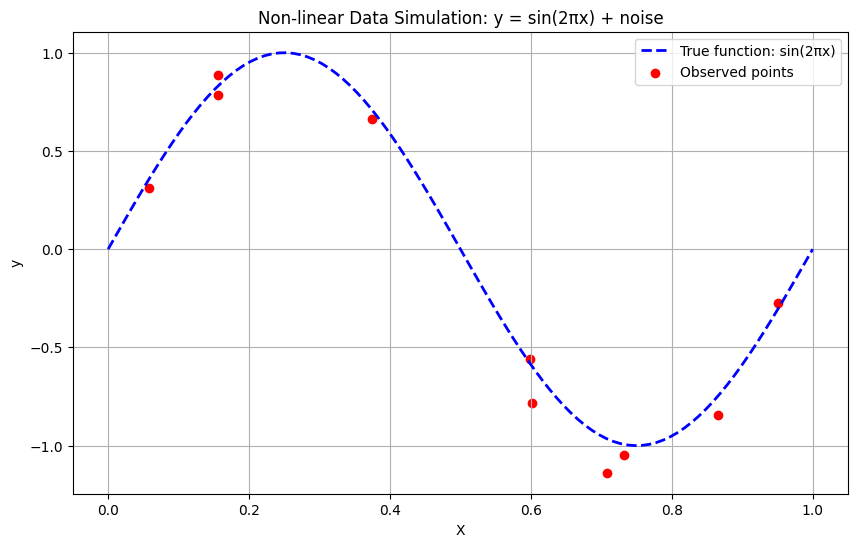 Non-linear Data Simulation: y = sin(2πx) + noise
True function: sin(2πx)
Observed points
1.0
0.5
0.0
−0.5
−1.0
y
0.0
0.2
0.4
0.6
0.8
1.0
X